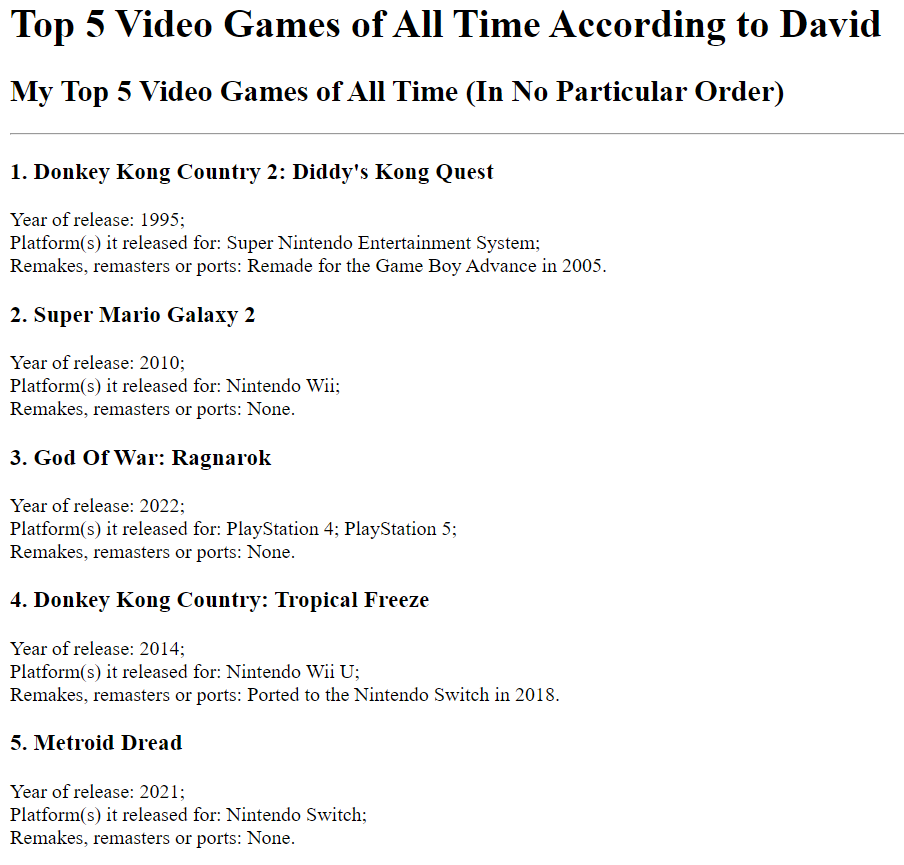 Top 5 Video Games of All Time According to David
My Top 5 Video Games of All Time (In No Particular Order)
1. Donkey Kong Country 2: Diddy's Kong Quest
Year of release: 1995;
Platform(s) it released for: Super Nintendo Entertainment System;
Remakes, remasters or ports: Remade for the Game Boy Advance in 2005.
2. Super Mario Galaxy 2
Year of release: 2010;
Platform(s) it released for: Nintendo Wii;
Remakes, remasters or ports: None.
3. God Of War: Ragnarok
Year of release: 2022;
Platform(s) it released for: PlayStation 4; PlayStation 5;
Remakes, remasters or ports: None.
4. Donkey Kong Country: Tropical Freeze
Year of release: 2014;
Platform(s) it released for: Nintendo Wii U;
Remakes, remasters or ports: Ported to the Nintendo Switch in 2018.
5. Metroid Dread
Year of release: 2021;
Platform(s) it released for: Nintendo Switch;
Remakes, remasters or ports: None.